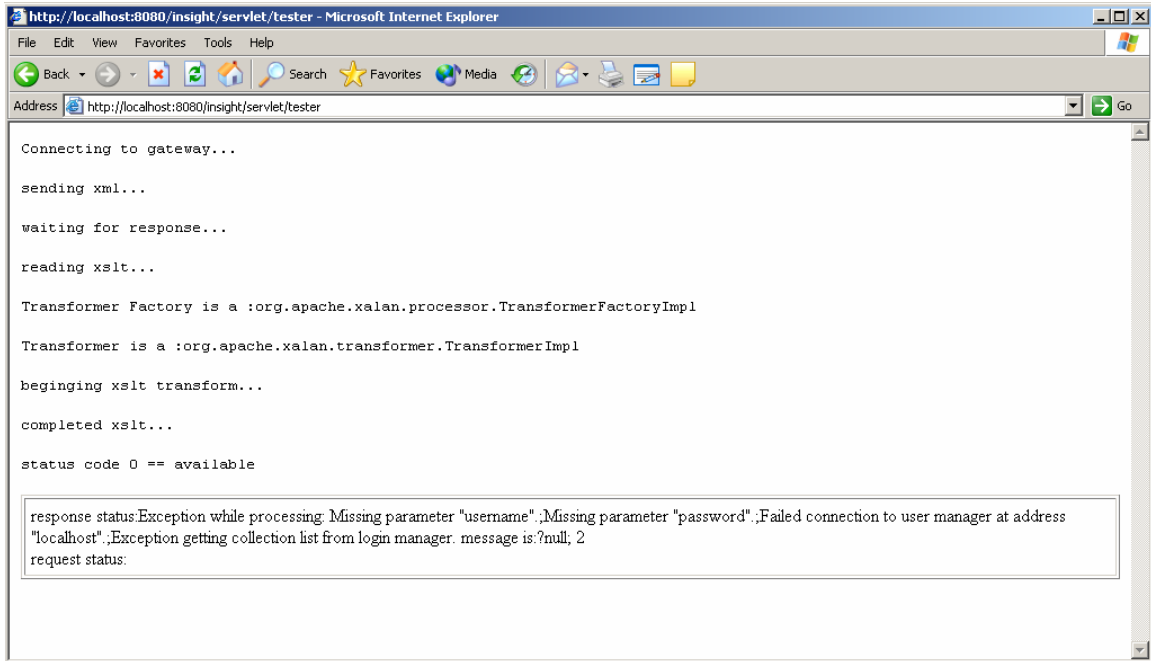 http://localhost:8080/insight/servlet/tester - Microsoft Internet Explorer
File Edit View Favorites Tools Help
Back Search Favorites Media
Address http://localhost:8080/insight/servlet/tester Go
Connecting to gateway...
sending xml...
waiting for response...
reading xslt...
Transformer Factory is a :org.apache.xalan.processor.TransformerFactoryImpl
Transformer is a :org.apache.xalan.transformer.TransformerImpl
beginging xslt transform...
completed xslt...
status code 0 == available
response status:Exception while processing: Missing parameter "username".;Missing parameter "password".;Failed connection to user manager at address
"localhost".;Exception getting collection list from login manager. message is:?null; 2
request status: